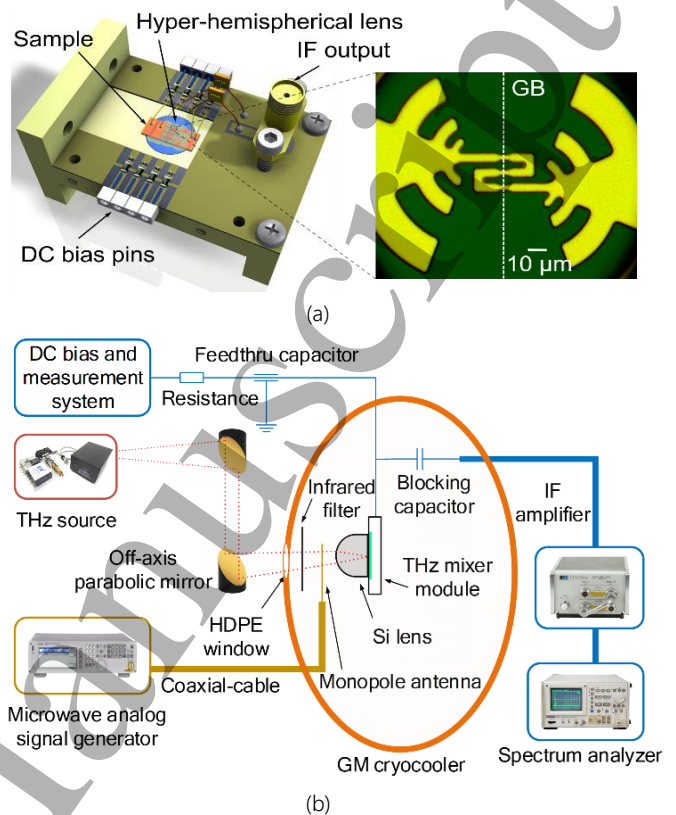 Hyper-hemispherical lens
Sample
IF output
GB
DC bias pins
10 μm
(a)
DC bias and
measurement
system
Feedthru capacitor
Resistance
THz source
Infrared
filter
Blocking
capacitor
IF
amplifier
Off-axis
parabolic mirror
THz mixer
module
HDPE
window
Si lens
Coaxial-cable
Monopole antenna
Microwave analog
signal generator
GM cryocooler
Spectrum analyzer
(b)